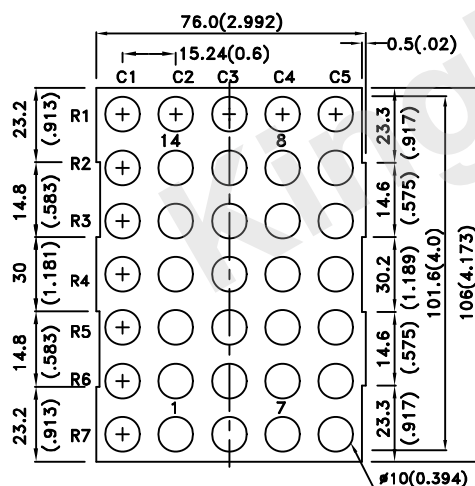 76.0(2.992)
15.24(0.6)
0.5(.02)
C1 C2 C3 C4 C5
R1
R2
R3
R4
R5
R6
R7
14 8
1 7
23.2 (.913)
14.8 (.583)
30 (1.181)
14.8 (.583)
23.2 (.913)
23.3 (.917)
14.6 (.575)
30.2 (1.189)
14.6 (.575)
23.3 (.917)
101.6(4.0)
106(4.173)
ø10(0.394)
King